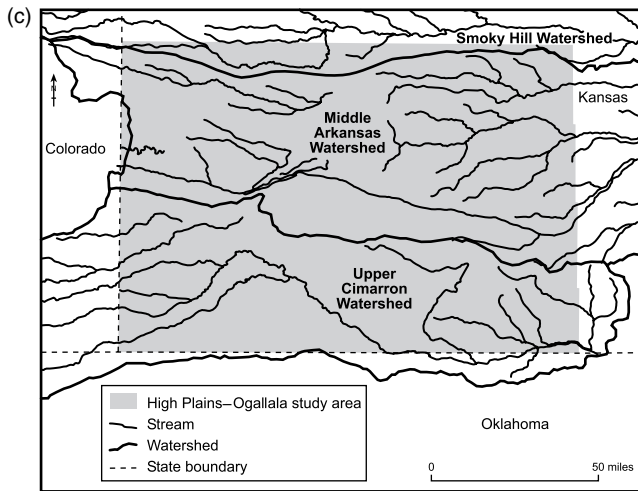 (c)
Smoky Hill Watershed
Kansas
Middle
Arkansas
Watershed
Colorado
Upper
Cimarron
Watershed
High Plains–Ogallala study area
Stream
Watershed
State boundary
Oklahoma
0 50 miles